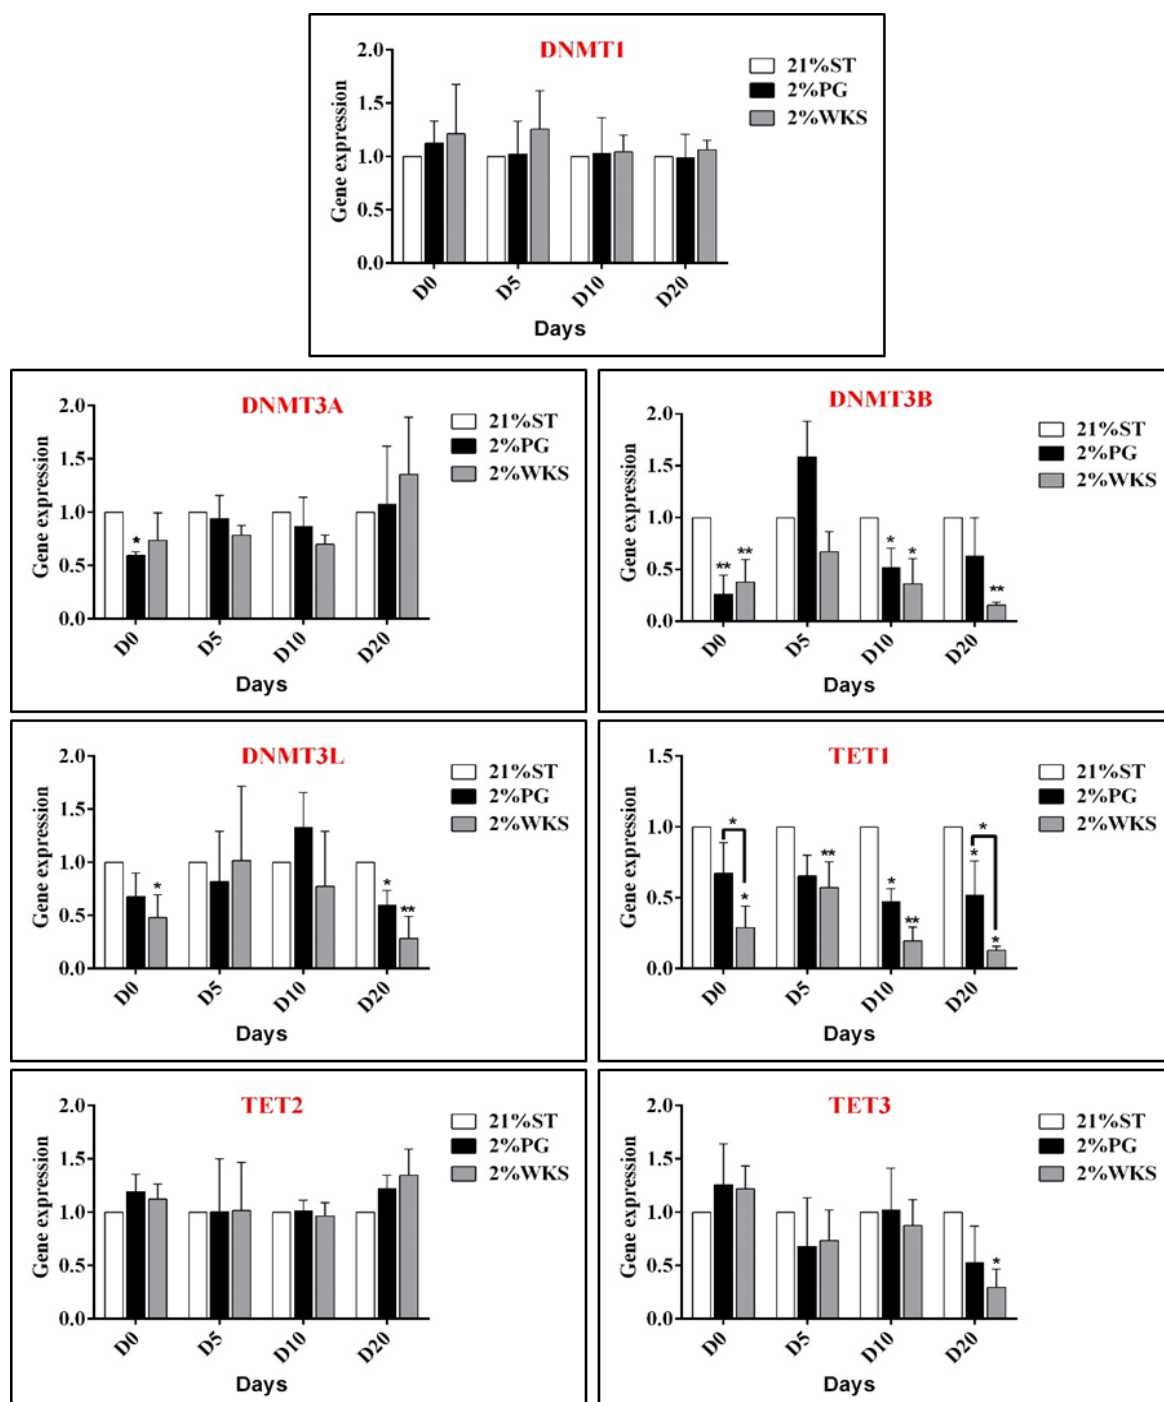 DNMT1
2.0
1.5
1.0
0.5
0.0
Gene expression
D0 D5 D10 D20
Days
21%ST
2%PG
2%WKS
DNMT3A
2.0
1.5
1.0
0.5
0.0
Gene expression
*
D0 D5 D10 D20
Days
21%ST
2%PG
2%WKS
DNMT3B
2.0
1.5
1.0
0.5
0.0
Gene expression
** ** * * **
D0 D5 D10 D20
Days
21%ST
2%PG
2%WKS
DNMT3L
2.0
1.5
1.0
0.5
0.0
Gene expression
* * **
D0 D5 D10 D20
Days
21%ST
2%PG
2%WKS
TET1
1.5
1.0
0.5
0.0
Gene expression
* * ** * ** * * *
D0 D5 D10 D20
Days
21%ST
2%PG
2%WKS
TET2
2.0
1.5
1.0
0.5
0.0
Gene expression
D0 D5 D10 D20
Days
21%ST
2%PG
2%WKS
TET3
2.0
1.5
1.0
0.5
0.0
Gene expression
*
D0 D5 D10 D20
Days
21%ST
2%PG
2%WKS